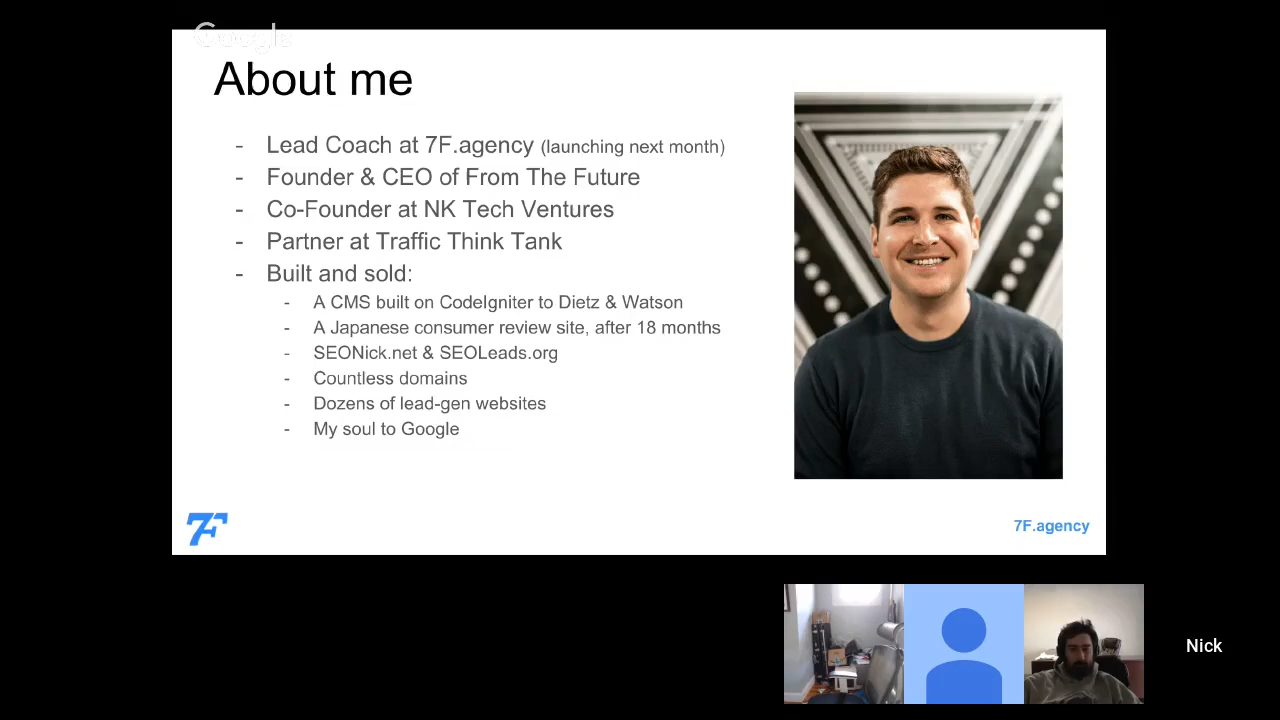 Google
About me
- Lead Coach at 7F.agency (launching next month)
- Founder & CEO of From The Future
- Co-Founder at NK Tech Ventures
- Partner at Traffic Think Tank
- Built and sold:
- A CMS built on CodeIgniter to Dietz & Watson
- A Japanese consumer review site, after 18 months
- SEONick.net & SEOLeads.org
- Countless domains
- Dozens of lead-gen websites
- My soul to Google
7F
7F.agency
Nick